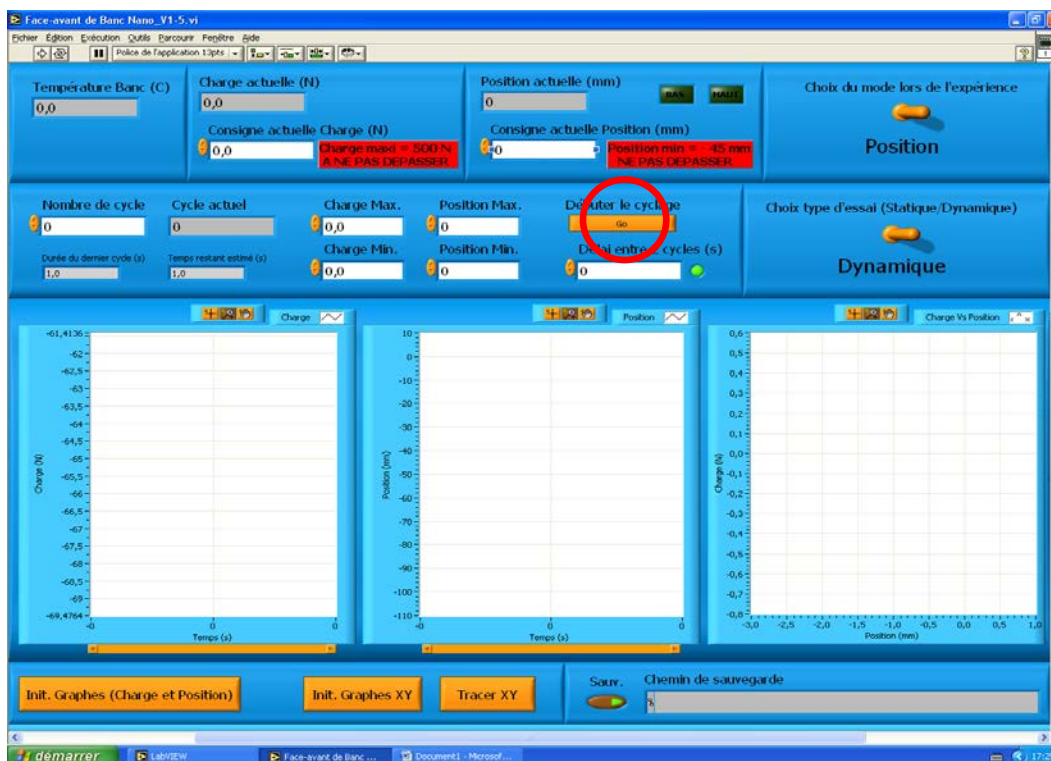 Face-avant de Banc Nano_V1-5.vi
Fichier Edition Exécution Outils Parcourir Fenêtre Aide
Police de l'application 13pts
Température Banc (C)
0,0
Charge actuelle (N)
0,0
Consigne actuelle Charge (N)
0,0
Charge maxi = 500 N
A NE PAS DEPASSER
Position actuelle (mm)
0
BAS
HAUT
Consigne actuelle Position (mm)
0
Position min = - 45 mm
NE PAS DEPASSER
Choix du mode lors de l'expérience
Position
Nombre de cycle
0
Cycle actuel
0
Durée du dernier cycle (s)
1,0
Temps restant estimé (s)
1,0
Charge Max.
0,0
Charge Min.
0,0
Position Max.
0
Position Min.
0
Débuter le cyclage
Go
Délai entre 2 cycles (s)
0
Choix type d'essai (Statique/Dynamique)
Dynamique
Charge
-61,4136
-62
-62,5
-63
-63,5
-64
-64,5
-65
-65,5
-66
-66,5
-67
-67,5
-68
-68,5
-69
-69,4764
Charge (N)
-0
0
0
Temps (s)
Position
10
0
-10
-20
-30
-40
-50
-60
-70
-80
-90
-100
-110
Position (mm)
-0
0
0
Temps (s)
Charge Vs Position
0,6
0,5
0,4
0,3
0,2
0,1
0,0
-0,1
-0,2
-0,3
-0,4
-0,5
-0,6
-0,7
-0,8
Charge (N)
-3,0
-2,5
-2,0
-1,5
-1,0
-0,5
0,0
0,5
1,0
Position (mm)
Init. Graphes (Charge et Position)
Init. Graphes XY
Tracer XY
Sauv.
Chemin de sauvegarde
démarrer
LabVIEW
Face-avant de Banc ...
Document1 - Microsof...